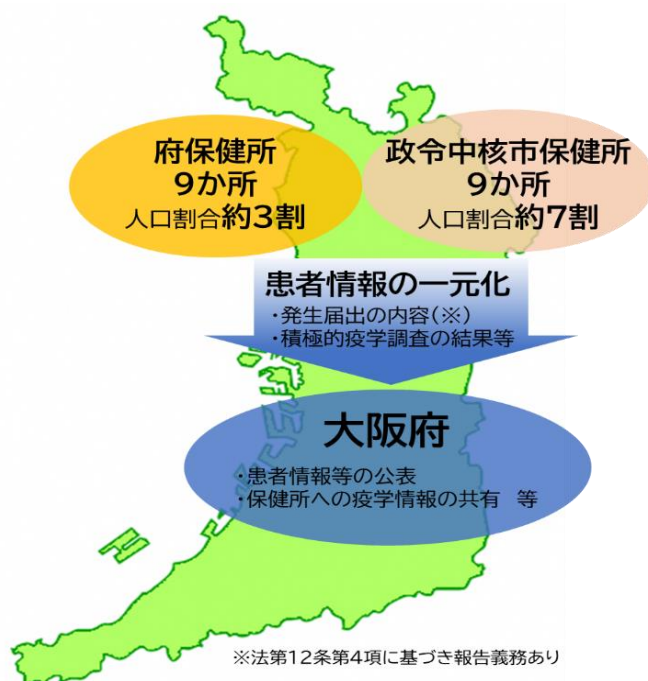 府保健所
9か所
人口割合約3割
政令中核市保健所
9か所
人口割合約7割
患者情報の一元化
・発生届出の内容(※)
・積極的疫学調査の結果等
大阪府
・患者情報等の公表
・保健所への疫学情報の共有 等
※法第12条第4項に基づき報告義務あり